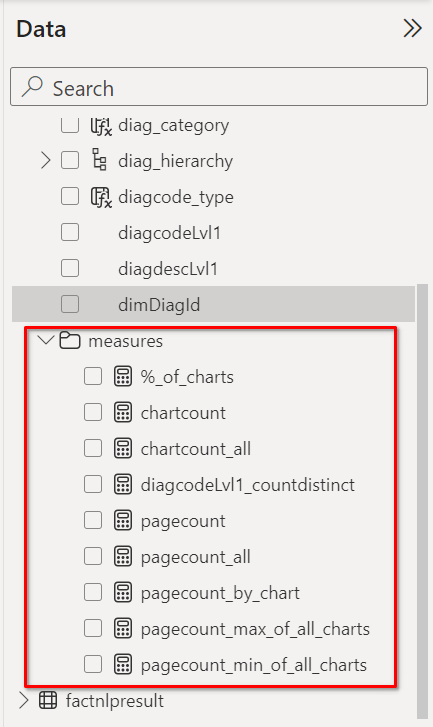 Data
Search
diag_category
diag_hierarchy
diagcode_type
diagcodeLvl1
diagdescLvl1
dimDiagId
measures
%_of_charts
chartcount
chartcount_all
diagcodeLvl1_countdistinct
pagecount
pagecount_all
pagecount_by_chart
pagecount_max_of_all_charts
pagecount_min_of_all_charts
factnlpresult